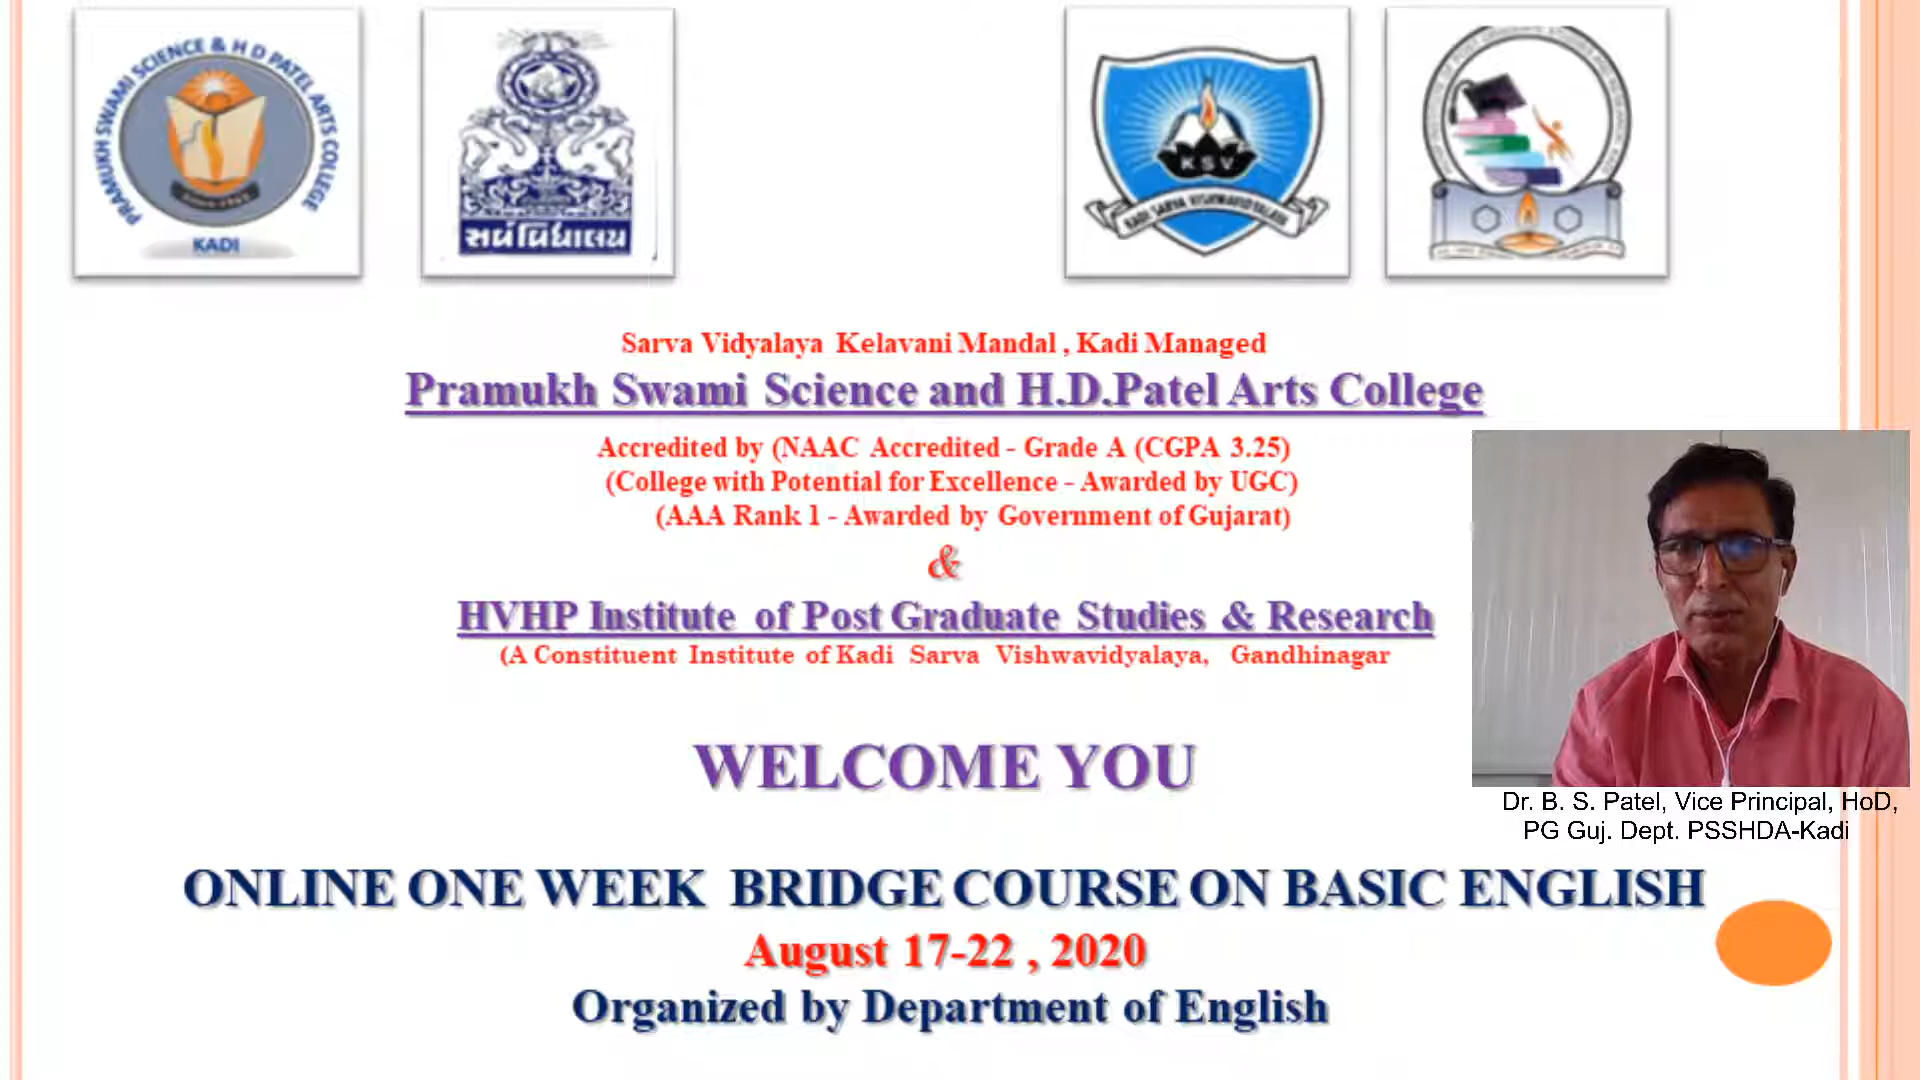 PRAMUKH SWAMI SCIENCE & H D PATEL ARTS COLLEGE
KADI
સર્વ વિદ્યાલય
KSV
KADI SARVA VISHWAVIDYALAYA
Sarva Vidyalaya Kelavani Mandal , Kadi Managed
Pramukh Swami Science and H.D.Patel Arts College
Accredited by (NAAC Accredited - Grade A (CGPA 3.25)
(College with Potential for Excellence - Awarded by UGC)
(AAA Rank 1 - Awarded by Government of Gujarat)
&
HVHP Institute of Post Graduate Studies & Research
(A Constituent Institute of Kadi Sarva Vishwavidyalaya, Gandhinagar
WELCOME YOU
Dr. B. S. Patel, Vice Principal, HoD,
PG Guj. Dept. PSSHDA-Kadi
ONLINE ONE WEEK BRIDGE COURSE ON BASIC ENGLISH
August 17-22 , 2020
Organized by Department of English